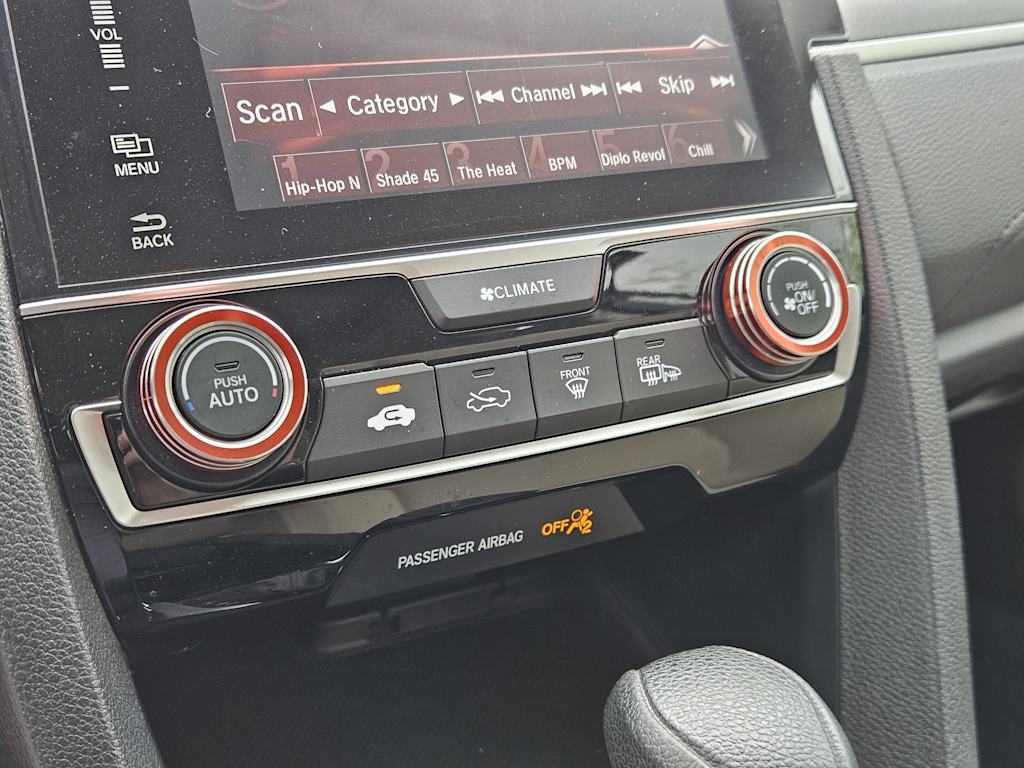 VOL
MENU
BACK
Scan Category Channel Skip
1 Hip-Hop N 2 Shade 45 3 The Heat 4 BPM 5 Diplo Revol 6 Chill
CLIMATE
PUSH
AUTO
FRONT
REAR
PUSH
ON/
OFF
PASSENGER AIRBAG OFF 2